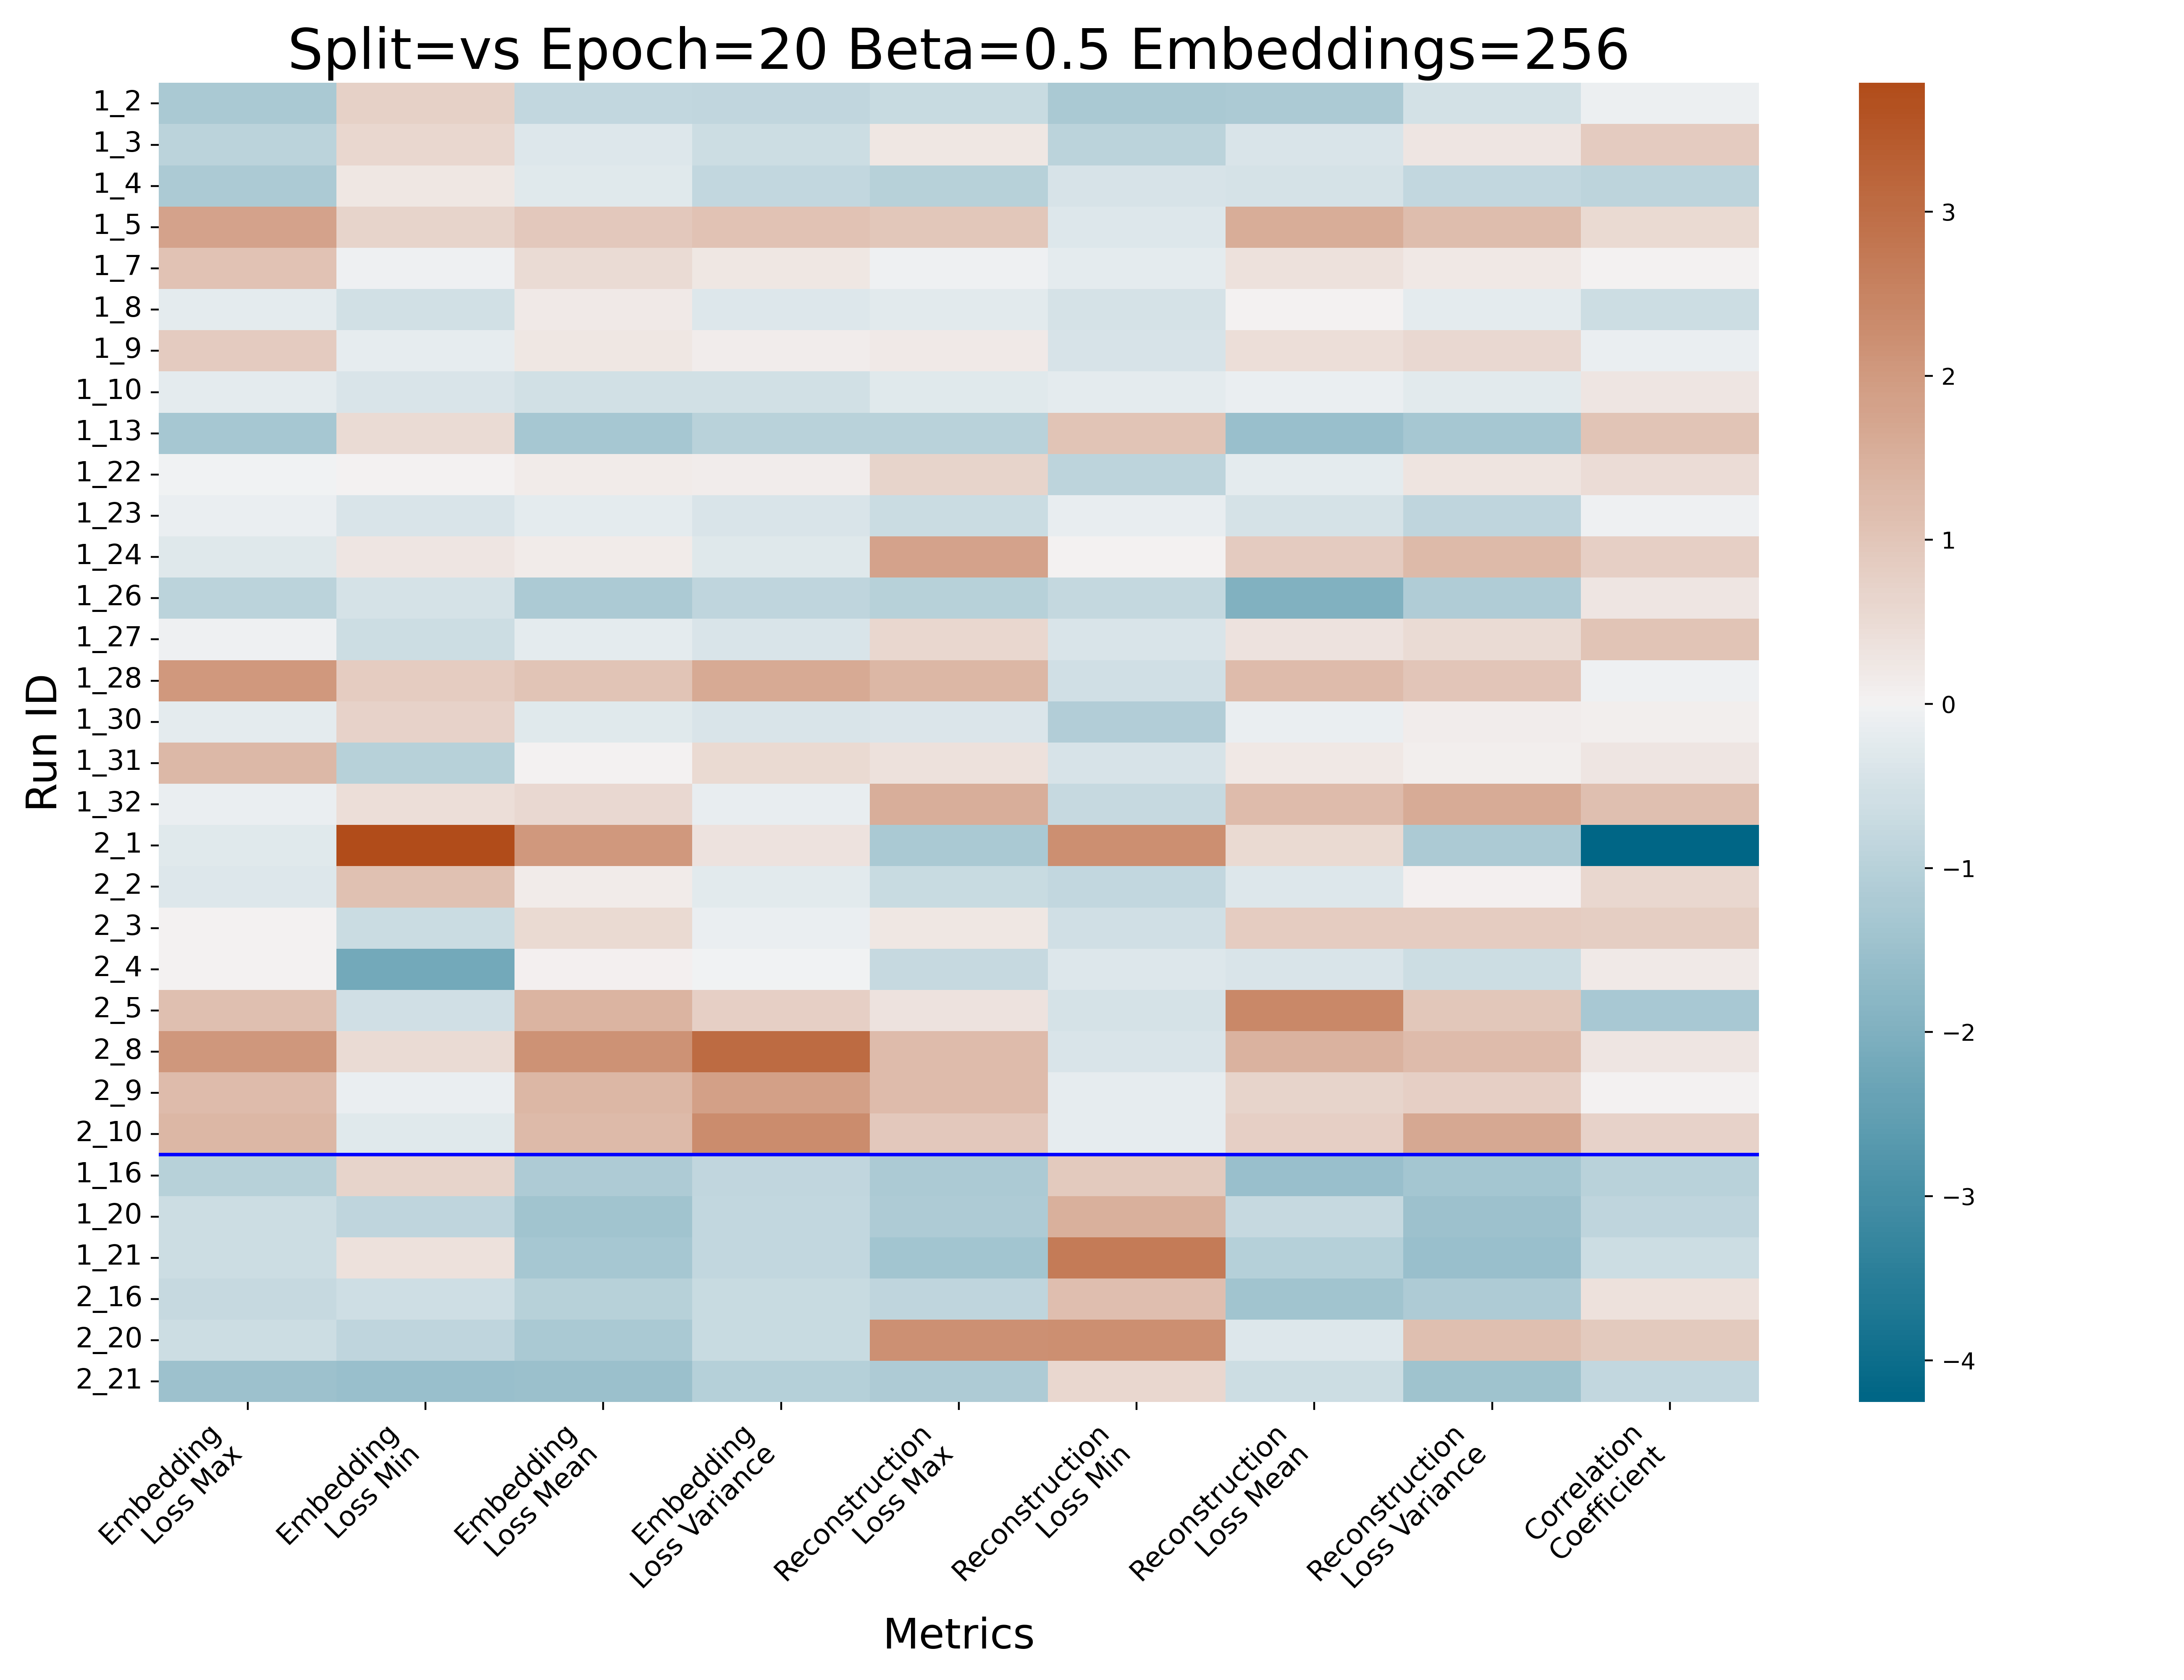 Split=vs Epoch=20 Beta=0.5 Embeddings=256
Run ID
1_2
1_3
1_4
1_5
1_7
1_8
1_9
1_10
1_13
1_22
1_23
1_24
1_26
1_27
1_28
1_30
1_31
1_32
2_1
2_2
2_3
2_4
2_5
2_8
2_9
2_10
1_16
1_20
1_21
2_16
2_20
2_21
Embedding
Loss Max
Embedding
Loss Min
Embedding
Loss Mean
Embedding
Loss Variance
Reconstruction
Loss Max
Reconstruction
Loss Min
Reconstruction
Loss Mean
Reconstruction
Loss Variance
Correlation
Coefficient
Metrics
3
2
1
0
−1
−2
−3
−4